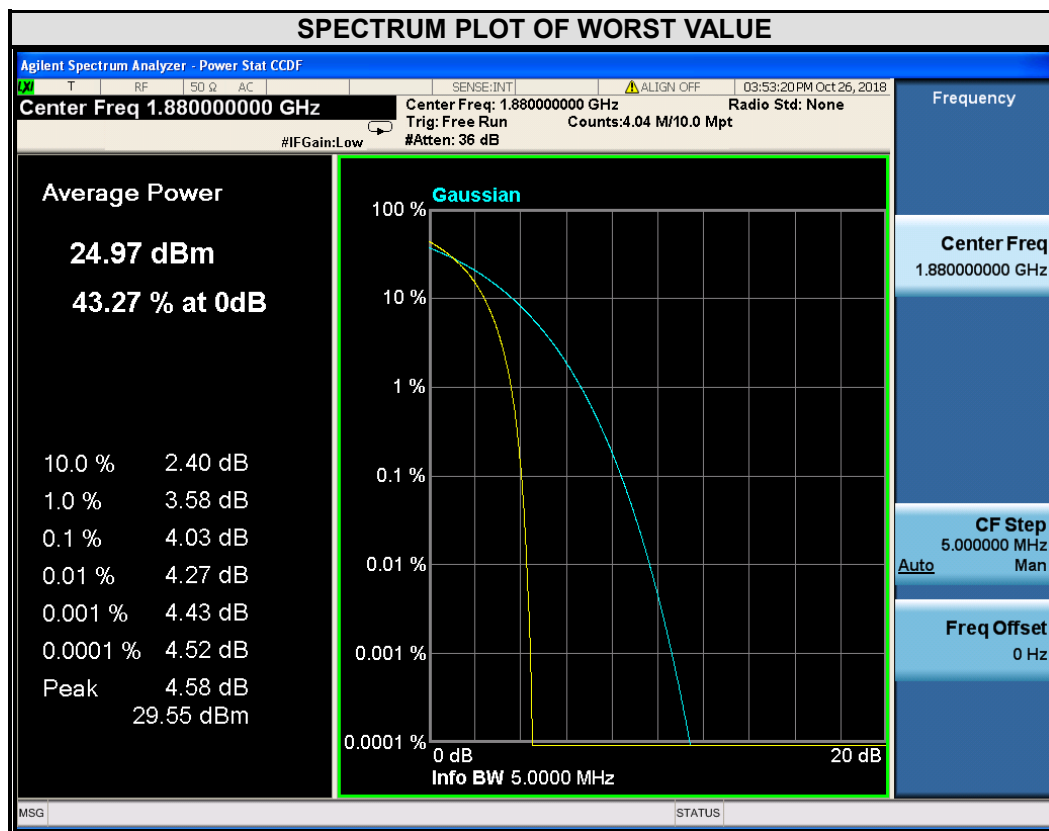 SPECTRUM PLOT OF WORST VALUE
Agilent Spectrum Analyzer - Power Stat CCDF
LXI T RF 50 Ω AC SENSE:INT ALIGN OFF 03:53:20 PM Oct 26, 2018
Center Freq 1.880000000 GHz
Center Freq: 1.880000000 GHz Radio Std: None
Trig: Free Run Counts:4.04 M/10.0 Mpt
#IFGain:Low #Atten: 36 dB
Average Power
24.97 dBm
43.27 % at 0dB
10.0 % 2.40 dB
1.0 % 3.58 dB
0.1 % 4.03 dB
0.01 % 4.27 dB
0.001 % 4.43 dB
0.0001 % 4.52 dB
Peak 4.58 dB
29.55 dBm
Gaussian
100 %
10 %
1 %
0.1 %
0.01 %
0.001 %
0.0001 %
0 dB 20 dB
Info BW 5.0000 MHz
Frequency
Center Freq
1.880000000 GHz
CF Step
5.000000 MHz
Auto Man
Freq Offset
0 Hz
MSG STATUS